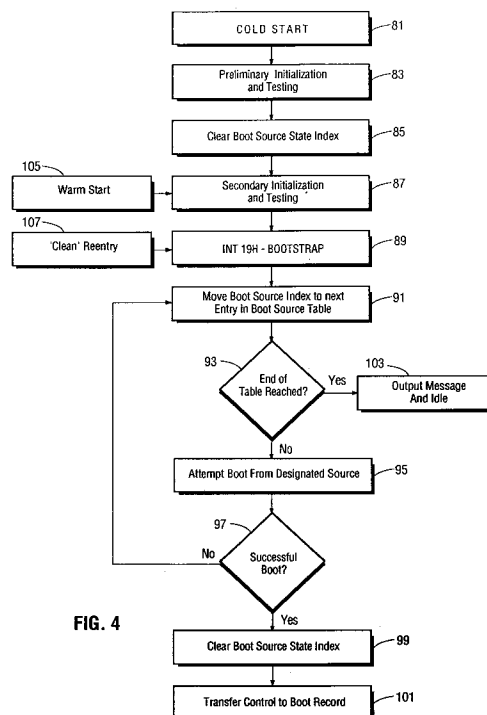 COLD START
81
Preliminary Initialization
and Testing
83
Clear Boot Source State Index
85
105
Warm Start
Secondary Initialization
and Testing
87
107
'Clean' Reentry
INT 19H - BOOTSTRAP
89
Move Boot Source Index to next
Entry in Boot Source Table
91
93
End of
Table Reached?
Yes
103
Output Message
And Idle
No
Attempt Boot From Designated Source
95
97
No
Successful
Boot?
Yes
FIG. 4
Clear Boot Source State Index
99
Transfer Control to Boot Record
101